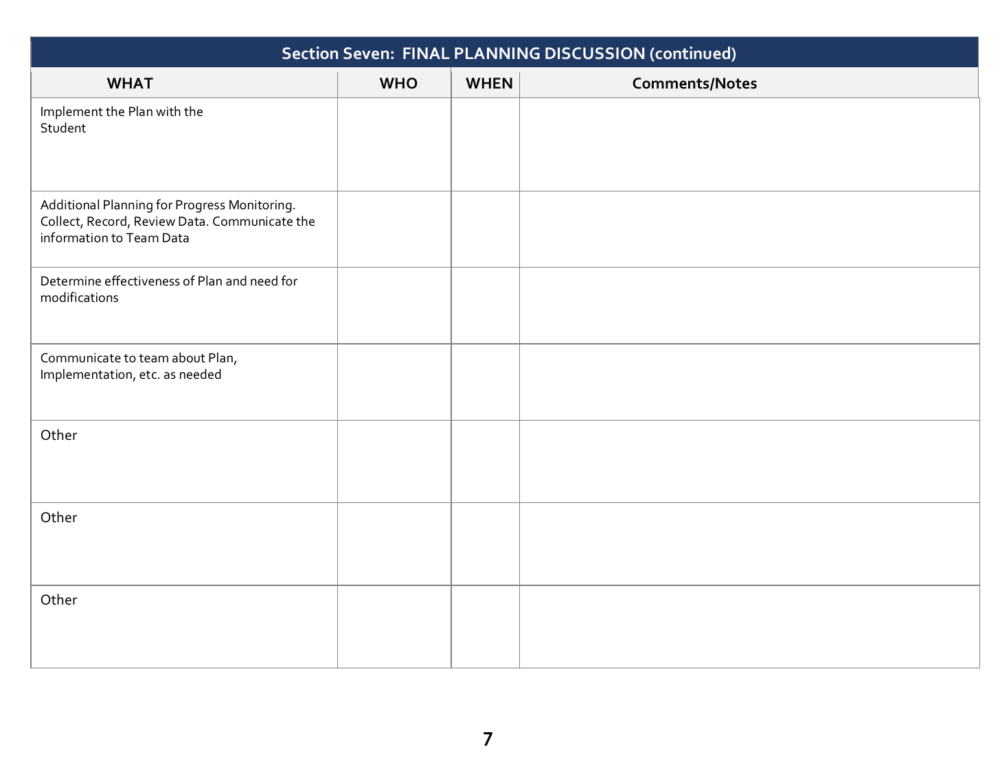 Section Seven:  FINAL PLANNING DISCUSSION (continued)
WHAT WHO WHEN Comments/Notes
Implement the Plan with the
Student
Additional Planning for Progress Monitoring.
Collect, Record, Review Data. Communicate the
information to Team Data
Determine effectiveness of Plan and need for
modifications
Communicate to team about Plan,
Implementation, etc. as needed
Other
Other
Other
7